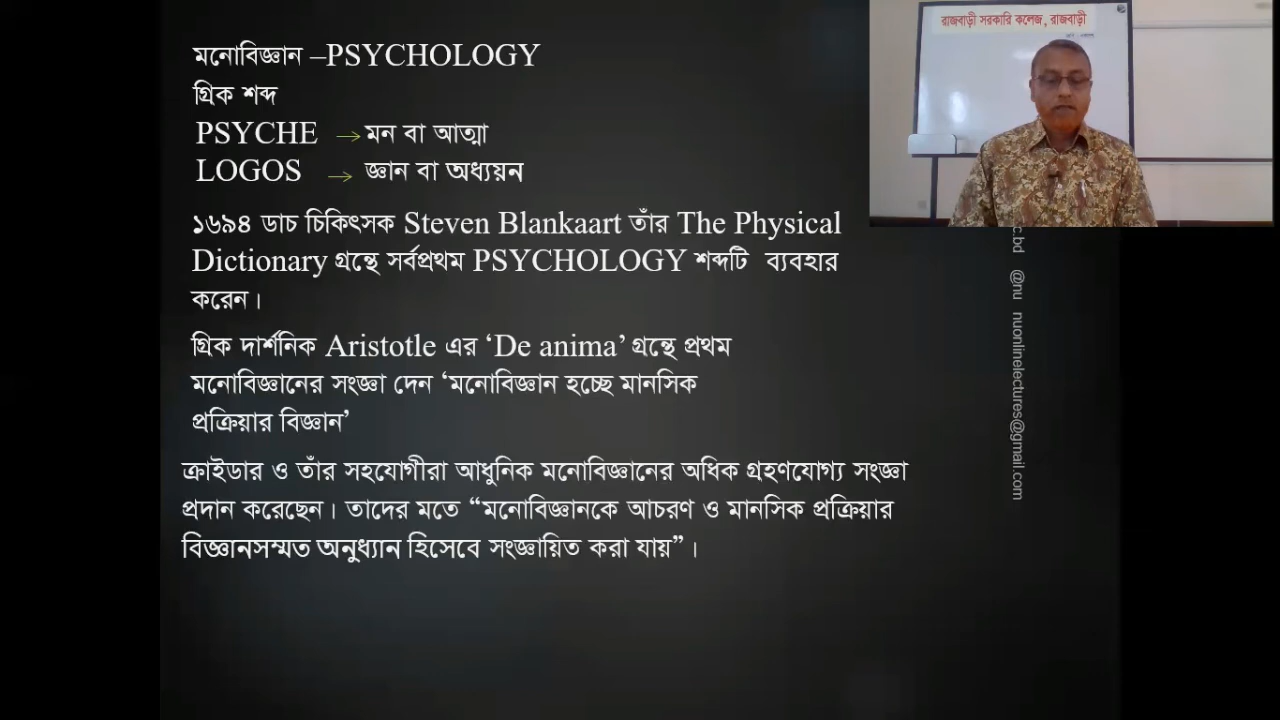 মনোবিজ্ঞান –PSYCHOLOGY
গ্রিক শব্দ
PSYCHE → মন বা আত্মা
LOGOS → জ্ঞান বা অধ্যয়ন
১৬৯৪ ডাচ চিকিৎসক Steven Blankaart তাঁর The Physical
Dictionary গ্রন্থে সর্বপ্রথম PSYCHOLOGY শব্দটি ব্যবহার
করেন।
গ্রিক দার্শনিক Aristotle এর ‘De anima’ গ্রন্থে প্রথম
মনোবিজ্ঞানের সংজ্ঞা দেন ‘মনোবিজ্ঞান হচ্ছে মানসিক
প্রক্রিয়ার বিজ্ঞান’
ক্রাইডার ও তাঁর সহযোগীরা আধুনিক মনোবিজ্ঞানের অধিক গ্রহণযোগ্য সংজ্ঞা
প্রদান করেছেন। তাদের মতে “মনোবিজ্ঞানকে আচরণ ও মানসিক প্রক্রিয়ার
বিজ্ঞানসম্মত অনুধ্যান হিসেবে সংজ্ঞায়িত করা যায়”।
রাজবাড়ী সরকারি কলেজ, রাজবাড়ী
c.bd @nu nuonlinelectures@gmail.com